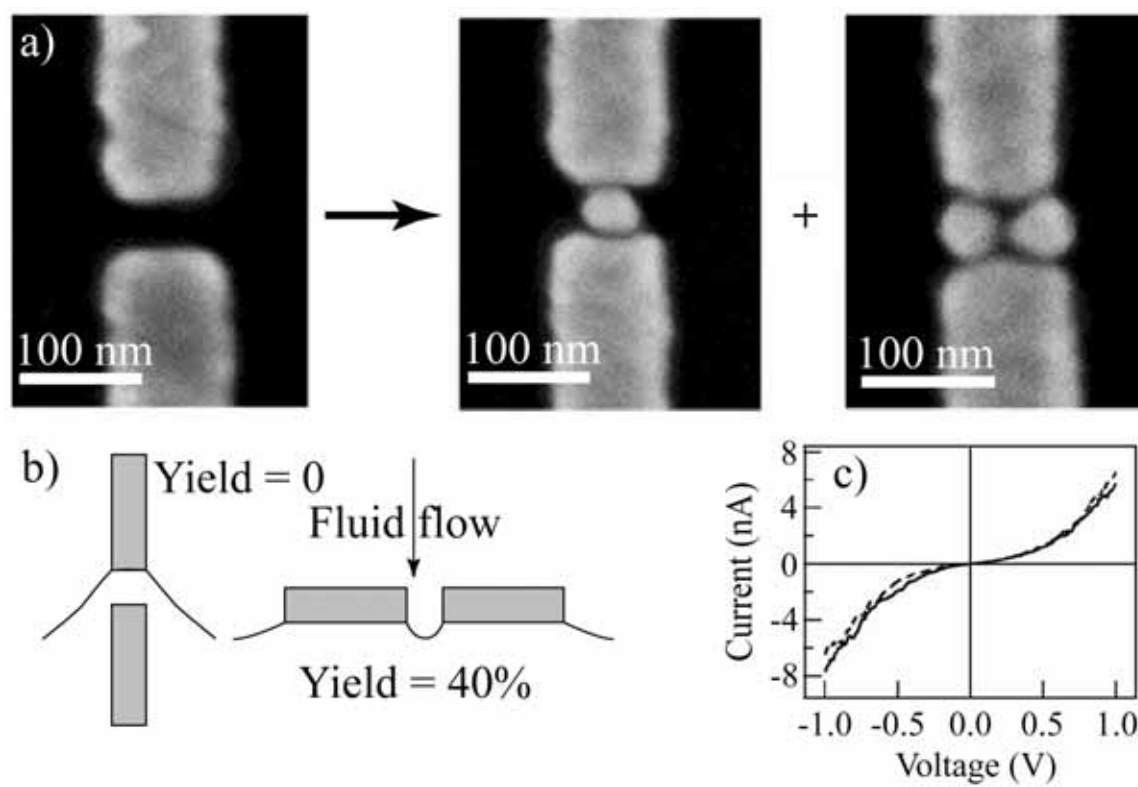 a)
100 nm
100 nm
+
100 nm
b)
Yield = 0
Fluid flow
Yield = 40%
c)
Current (nA)
8
4
0
-4
-8
-1.0 -0.5 0.0 0.5 1.0
Voltage (V)